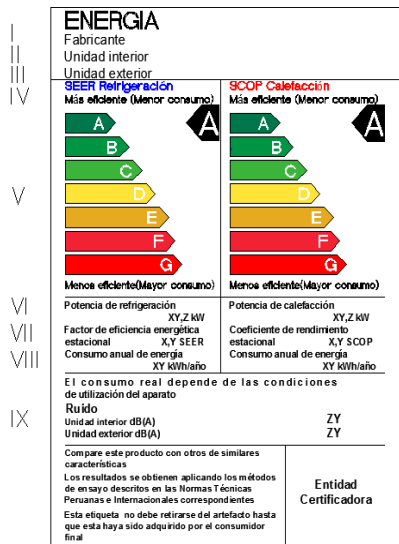 I
II
III
IV
V
VI
VII
VIII
IX
ENERGIA
Fabricante
Unidad interior
Unidad exterior
SEER Refrigeración
Más eficiente (Menor consumo)
A
A
B
C
D
E
F
G
Menos eficiente(Mayor consumo)
SCOP Calefacción
Más eficiente (Menor consumo)
A
A
B
C
D
E
F
G
Menos eficiente(Mayor consumo)
Potencia de refrigeración
XY,Z kW
Factor de eficiencia energética
estacional X,Y SEER
Consumo anual de energía
XY kWh/año
Potencia de calefacción
XY,Z kW
Coeficiente de rendimiento
estacional X,Y SCOP
Consumo anual de energía
XY kWh/año
El consumo real depende de las condiciones
de utilización del aparato
Ruido
Unidad interior dB(A) ZY
Unidad exterior dB(A) ZY
Compare este producto con otros de similares
características
Los resultados se obtienen aplicando los métodos
de ensayo descritos en las Normas Técnicas
Peruanas e Internacionales correspondientes
Esta etiqueta no debe retirarse del artefacto hasta
que esta haya sido adquirido por el consumidor
final
Entidad
Certificadora